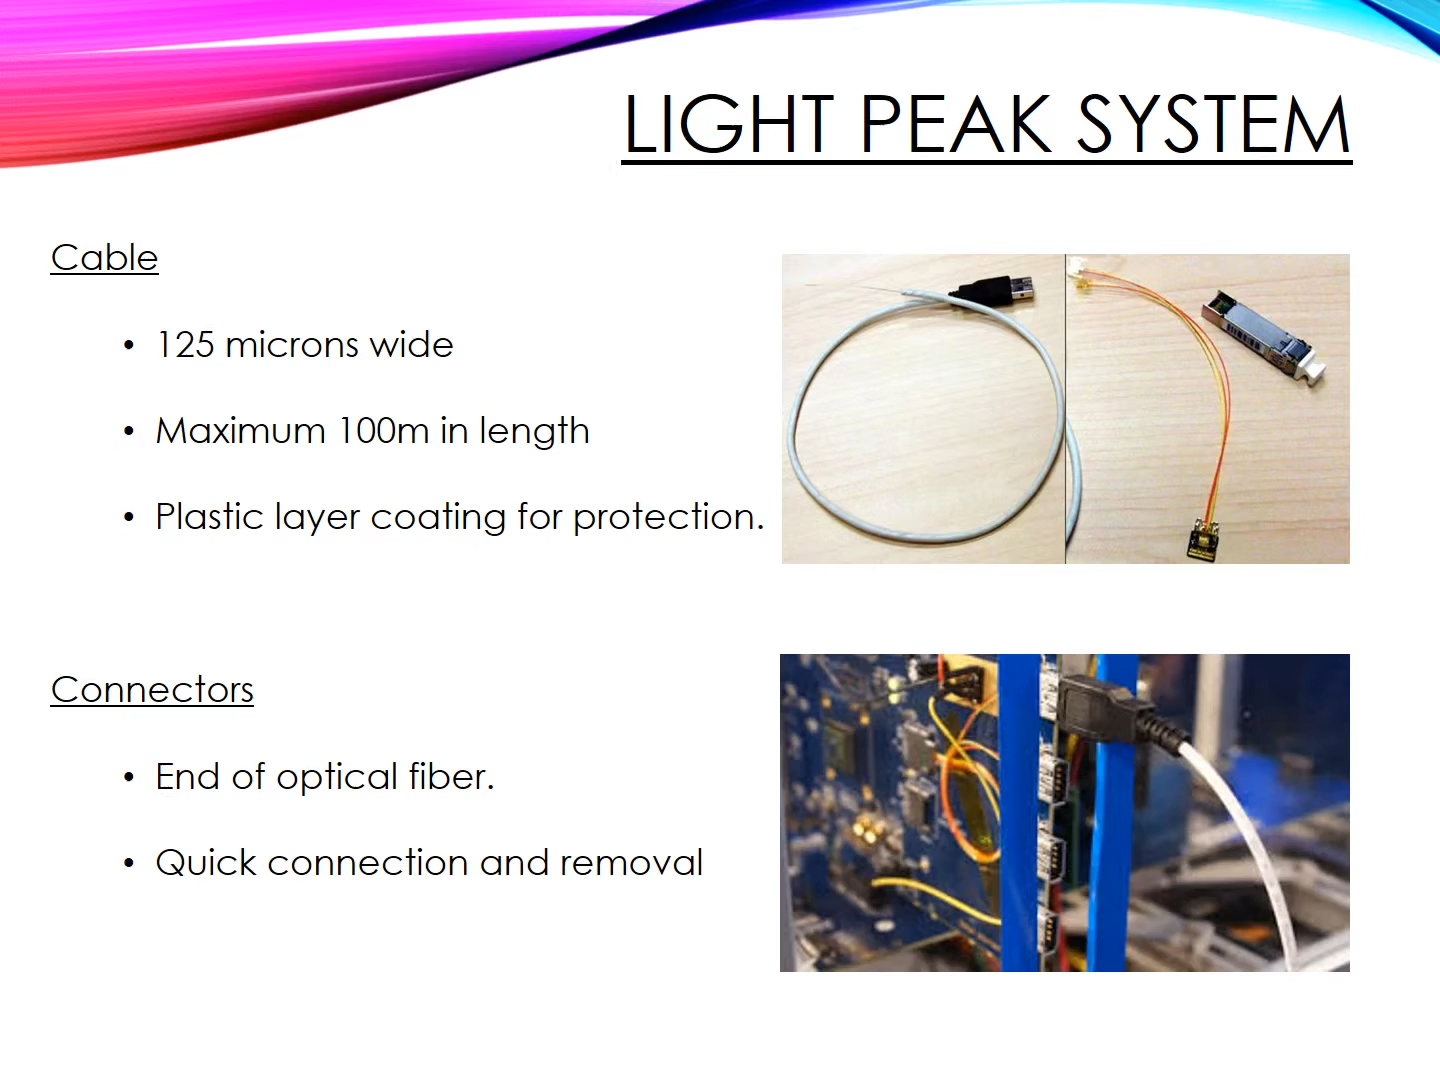 LIGHT PEAK SYSTEM
Cable
• 125 microns wide
• Maximum 100m in length
• Plastic layer coating for protection.
Connectors
• End of optical fiber.
• Quick connection and removal